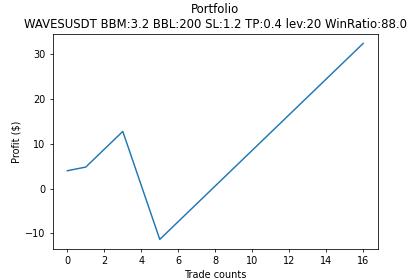 Portfolio
WAVESUSDT BBM:3.2 BBL:200 SL:1.2 TP:0.4 lev:20 WinRatio:88.0
30
20
10
0
−10
Profit ($)
0 2 4 6 8 10 12 14 16
Trade counts